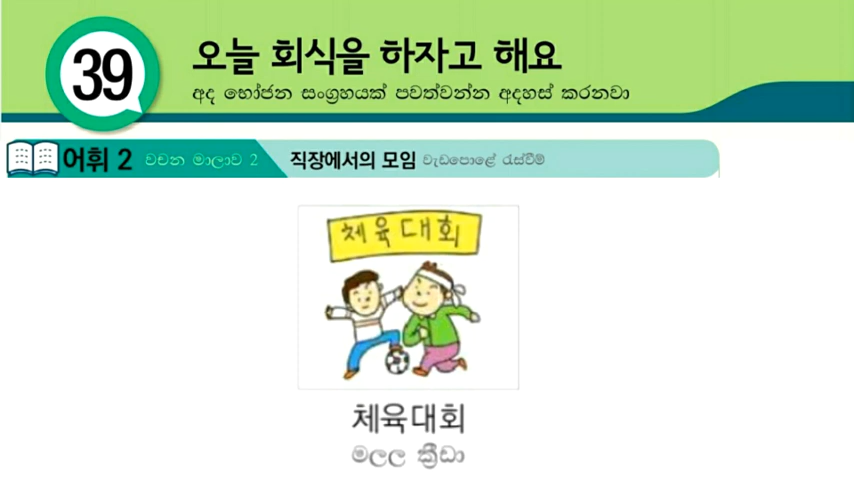 39
오늘 회식을 하자고 해요
අද භෝජන සංග්‍රහයක් පවත්වන්න අදහස් කරනවා
어휘 2 වචන මාලාව 2 직장에서의 모임 වැඩපොළේ රැස්වීම්
체육대회
체육대회
මලල ක්‍රීඩා